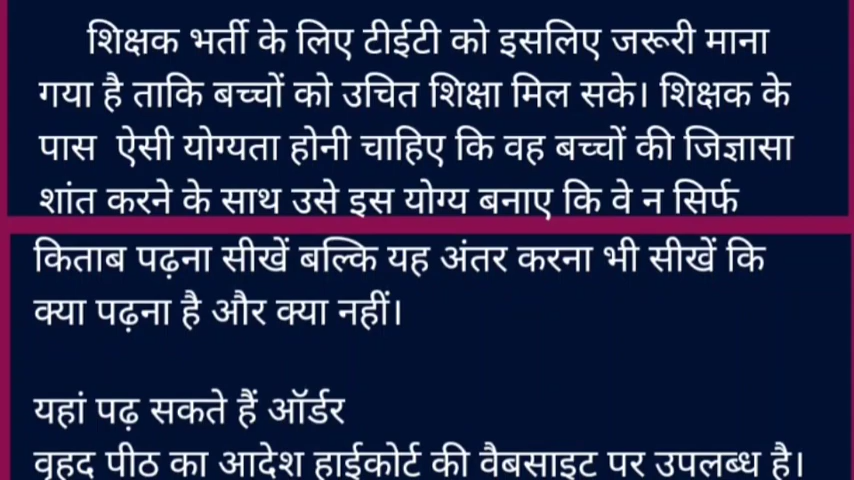 शिक्षक भर्ती के लिए टीईटी को इसलिए जरूरी माना
गया है ताकि बच्चों को उचित शिक्षा मिल सके। शिक्षक के
पास ऐसी योग्यता होनी चाहिए कि वह बच्चों की जिज्ञासा
शांत करने के साथ उसे इस योग्य बनाए कि वे न सिर्फ
किताब पढ़ना सीखें बल्कि यह अंतर करना भी सीखें कि
क्या पढ़ना है और क्या नहीं।
यहां पढ़ सकते हैं ऑर्डर
वृहद पीठ का आदेश हाईकोर्ट की वैबसाइट पर उपलब्ध है।